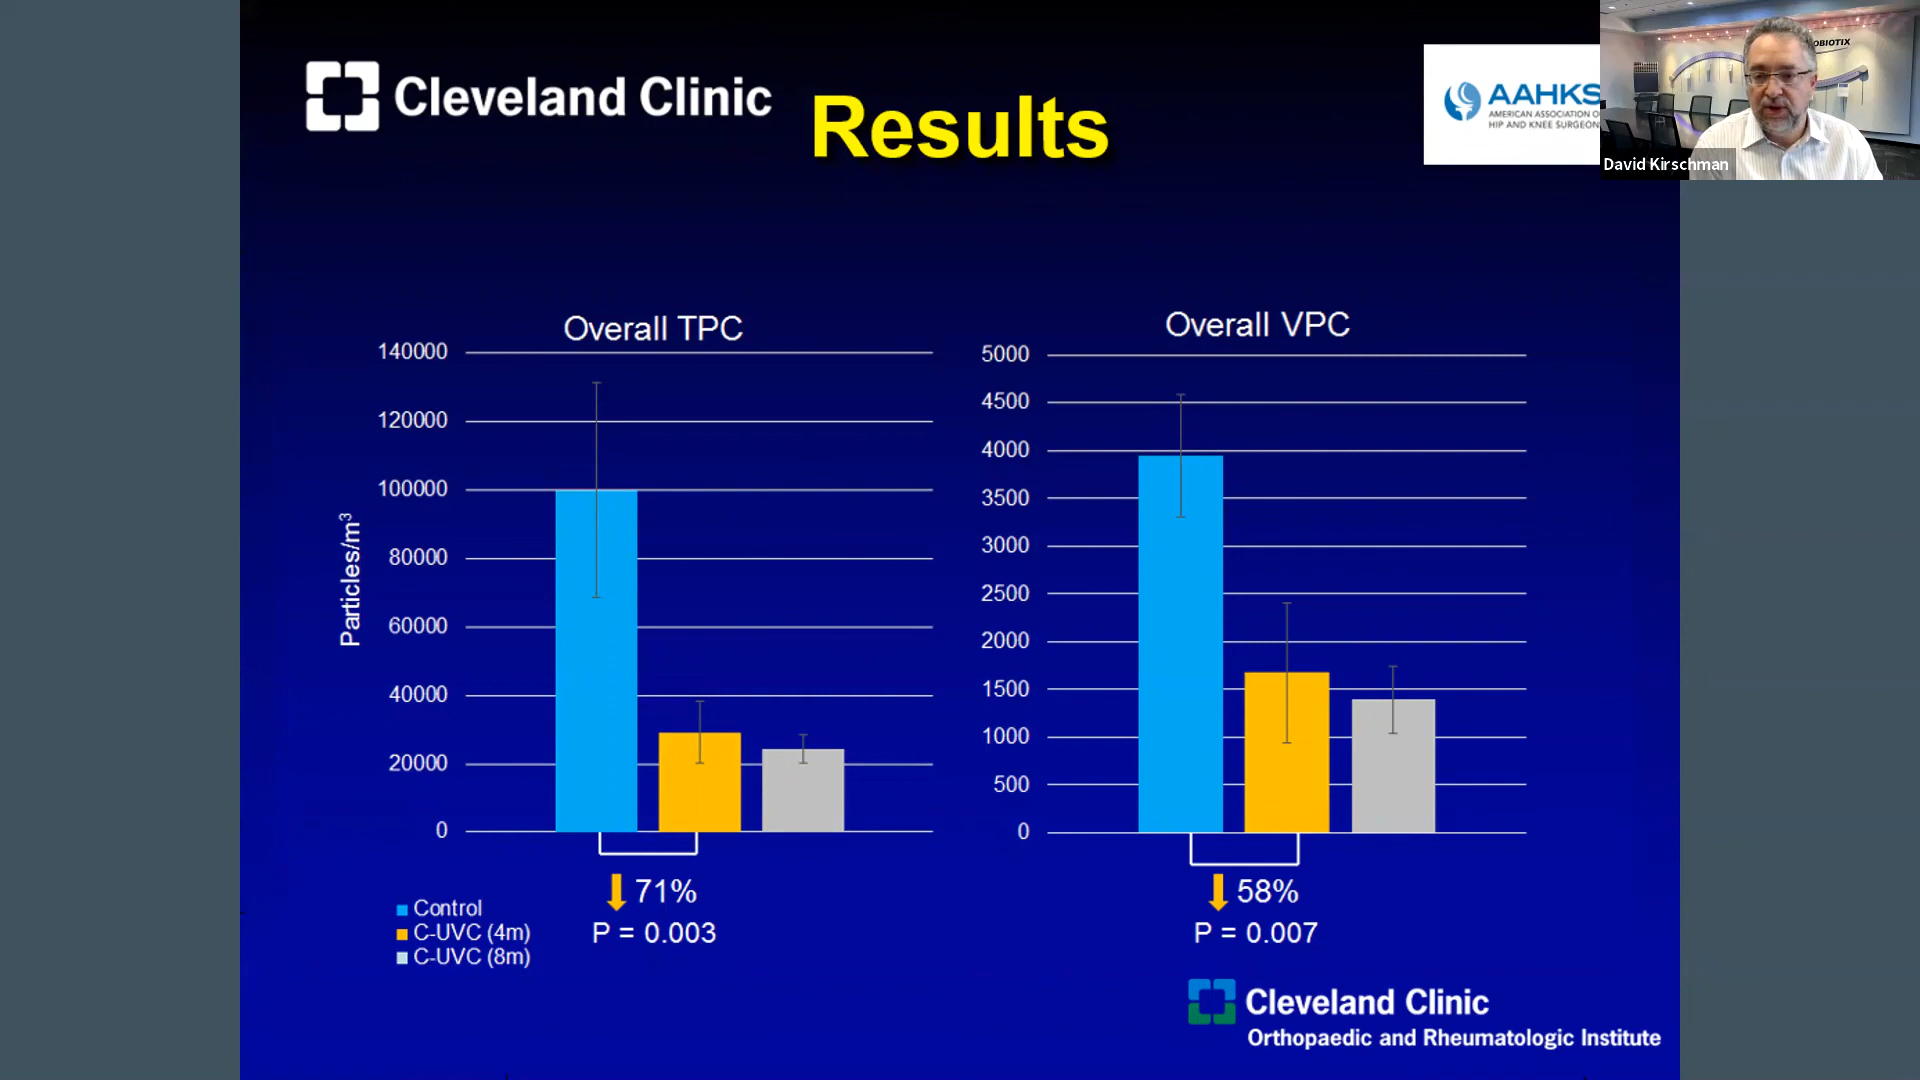 Cleveland Clinic
Results
AAHKS
AMERICAN ASSOCIATION O
HIP AND KNEE SURGEON
OBIOTIX
David Kirschman
Overall TPC
140000
120000
100000
80000
60000
40000
20000
0
Particles/m³
71%
P = 0.003
Control
C-UVC (4m)
C-UVC (8m)
Overall VPC
5000
4500
4000
3500
3000
2500
2000
1500
1000
500
0
58%
P = 0.007
Cleveland Clinic
Orthopaedic and Rheumatologic Institute